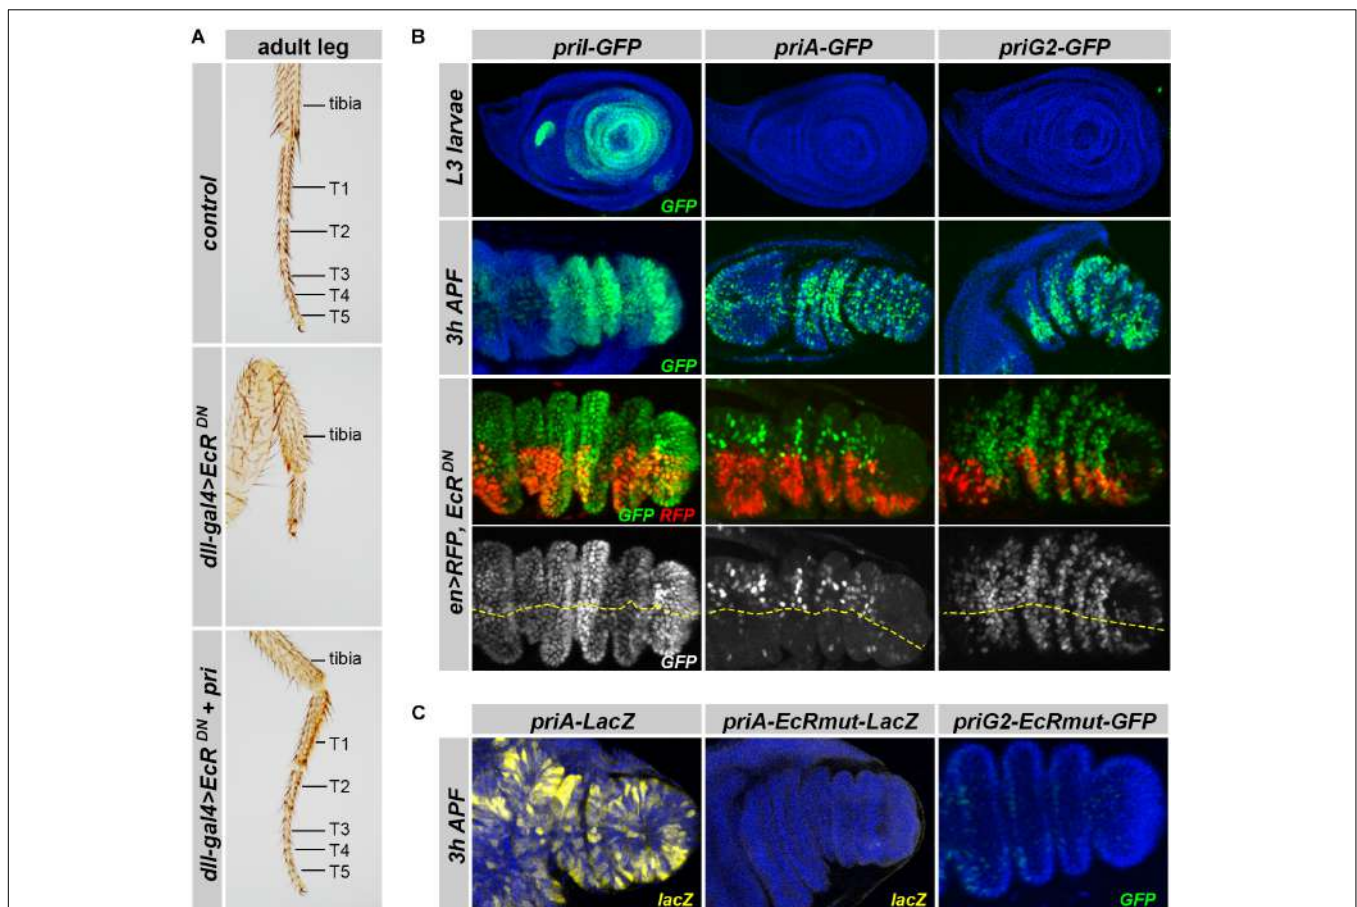 A
adult leg
control
tibia
T1
T2
T3
T4
T5
dll-gal4>EcR DN
tibia
dll-gal4>EcR DN + pri
tibia
T1
T2
T3
T4
T5
B
priI-GFP
priA-GFP
priG2-GFP
L3 larvae
GFP
3h APF
GFP
en>RFP, EcR DN
GFP RFP
GFP
C
priA-LacZ
priA-EcRmut-LacZ
priG2-EcRmut-GFP
3h APF
lacZ
lacZ
GFP